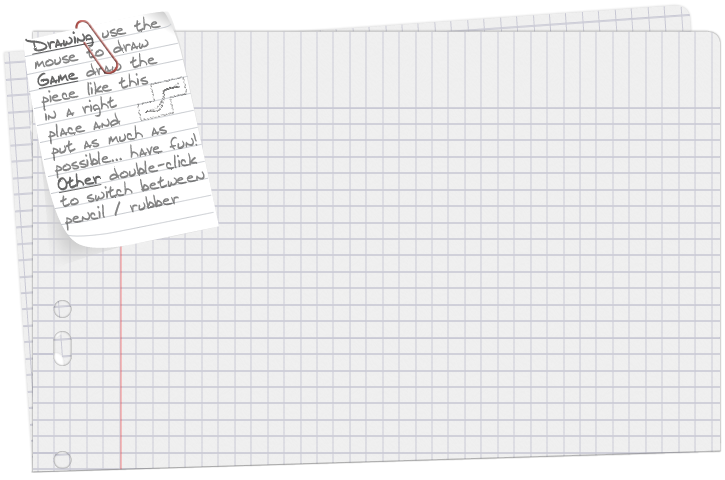 Drawing use the
mouse to draw
Game draw the
piece like this
in a right
place and
put as much as
possible... have fun!
Other double-click
to switch between
pencil / rubber